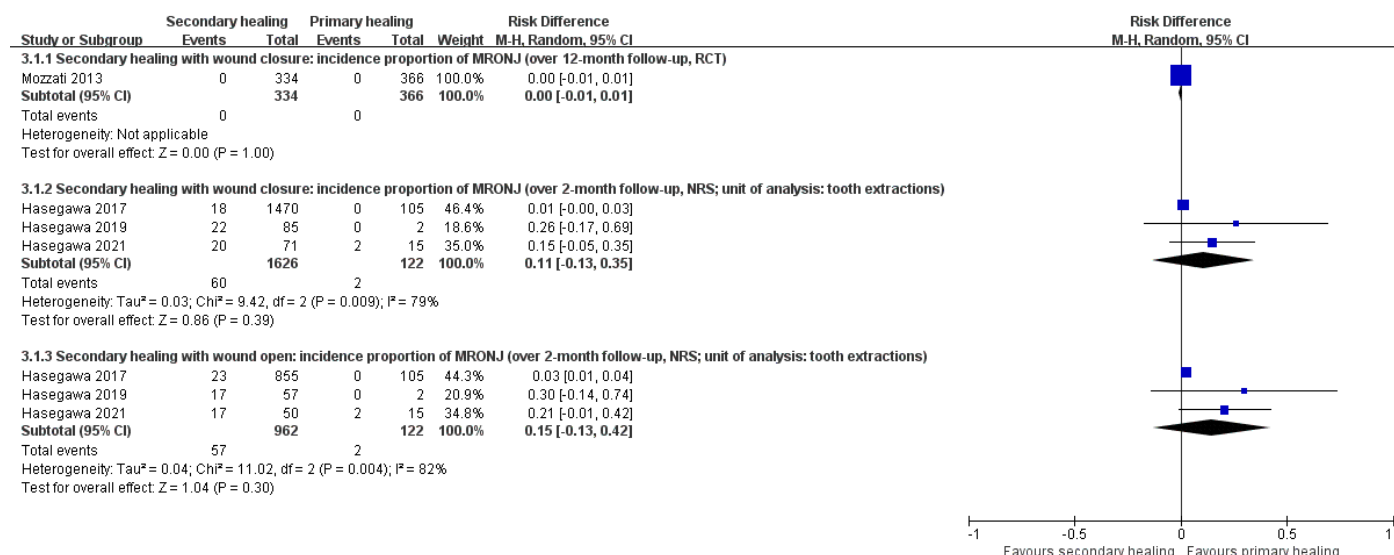 Secondary healing Primary healing Risk Difference Risk Difference
Study or Subgroup Events Total Events Total Weight M-H, Random, 95% CI M-H, Random, 95% CI
3.1.1 Secondary healing with wound closure: incidence proportion of MRONJ (over 12-month follow-up, RCT)
Mozzati 2013 0 334 0 366 100.0% 0.00 [-0.01, 0.01]
Subtotal (95% CI) 334 366 100.0% 0.00 [-0.01, 0.01]
Total events 0 0
Heterogeneity: Not applicable
Test for overall effect: Z = 0.00 (P = 1.00)
3.1.2 Secondary healing with wound closure: incidence proportion of MRONJ (over 2-month follow-up, NRS; unit of analysis: tooth extractions)
Hasegawa 2017 18 1470 0 105 46.4% 0.01 [-0.00, 0.03]
Hasegawa 2019 22 85 0 2 18.6% 0.26 [-0.17, 0.69]
Hasegawa 2021 20 71 2 15 35.0% 0.15 [-0.05, 0.35]
Subtotal (95% CI) 1626 122 100.0% 0.11 [-0.13, 0.35]
Total events 60 2
Heterogeneity: Tau² = 0.03; Chi² = 9.42, df = 2 (P = 0.009); I² = 79%
Test for overall effect: Z = 0.86 (P = 0.39)
3.1.3 Secondary healing with wound open: incidence proportion of MRONJ (over 2-month follow-up, NRS; unit of analysis: tooth extractions)
Hasegawa 2017 23 855 0 105 44.3% 0.03 [0.01, 0.04]
Hasegawa 2019 17 57 0 2 20.9% 0.30 [-0.14, 0.74]
Hasegawa 2021 17 50 2 15 34.8% 0.21 [-0.01, 0.42]
Subtotal (95% CI) 962 122 100.0% 0.15 [-0.13, 0.42]
Total events 57 2
Heterogeneity: Tau² = 0.04; Chi² = 11.02, df = 2 (P = 0.004); I² = 82%
Test for overall effect: Z = 1.04 (P = 0.30)
-1 -0.5 0 0.5 1
Favours secondary healing Favours primary healing